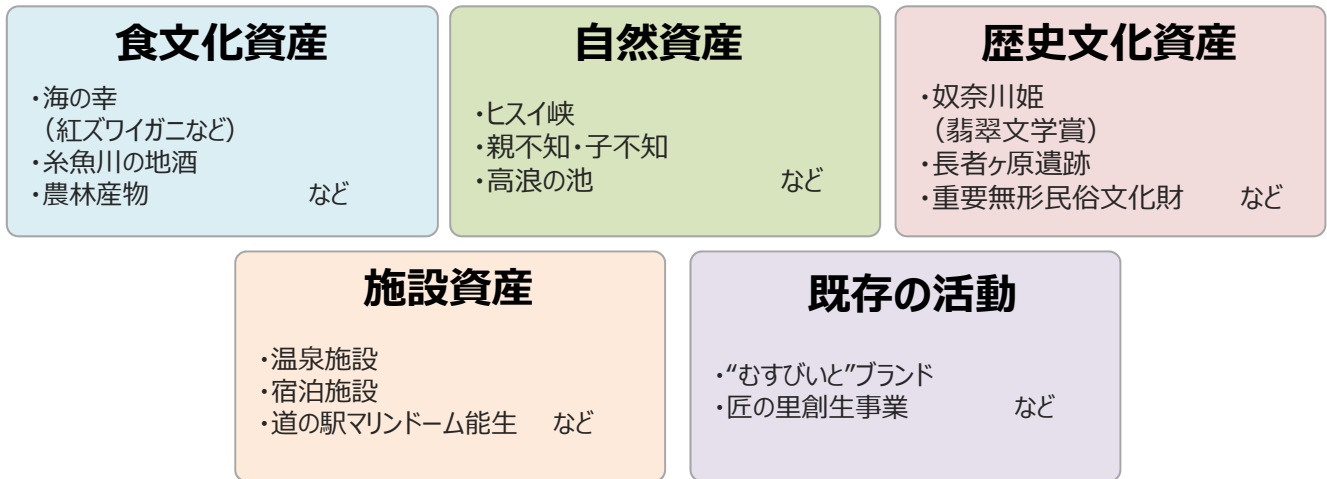 食文化資産
・海の幸
（紅ズワイガニなど）
・糸魚川の地酒
・農林産物 など
自然資産
・ヒスイ峡
・親不知・子不知
・高浪の池 など
歴史文化資産
・奴奈川姫
（翡翠文学賞）
・長者ヶ原遺跡
・重要無形民俗文化財 など
施設資産
・温泉施設
・宿泊施設
・道の駅マリンドーム能生 など
既存の活動
・“むすびいと”ブランド
・匠の里創生事業 など